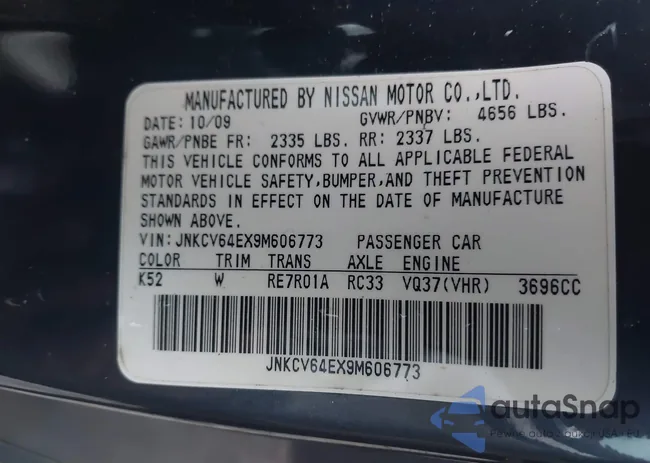 MANUFACTURED BY NISSAN MOTOR CO.,LTD.
DATE: 10/09 GVWR/PNBV: 4656 LBS.
GAWR/PNBE FR: 2335 LBS. RR: 2337 LBS.
THIS VEHICLE CONFORMS TO ALL APPLICABLE FEDERAL
MOTOR VEHICLE SAFETY,BUMPER,AND THEFT PREVENTION
STANDARDS IN EFFECT ON THE DATE OF MANUFACTURE
SHOWN ABOVE.
VIN: JNKCV64EX9M606773 PASSENGER CAR
COLOR TRIM TRANS AXLE ENGINE
K52 W RE7R01A RC33 VQ37(VHR) 3696CC
JNKCV64EX9M606773
autoSnap